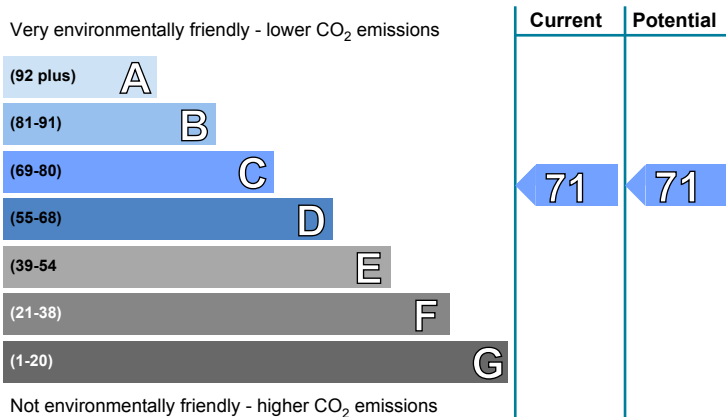 Current Potential
Very environmentally friendly - lower CO2 emissions
(92 plus) A
(81-91) B
(69-80) C 71 71
(55-68) D
(39-54 E
(21-38) F
(1-20) G
Not environmentally friendly - higher CO2 emissions